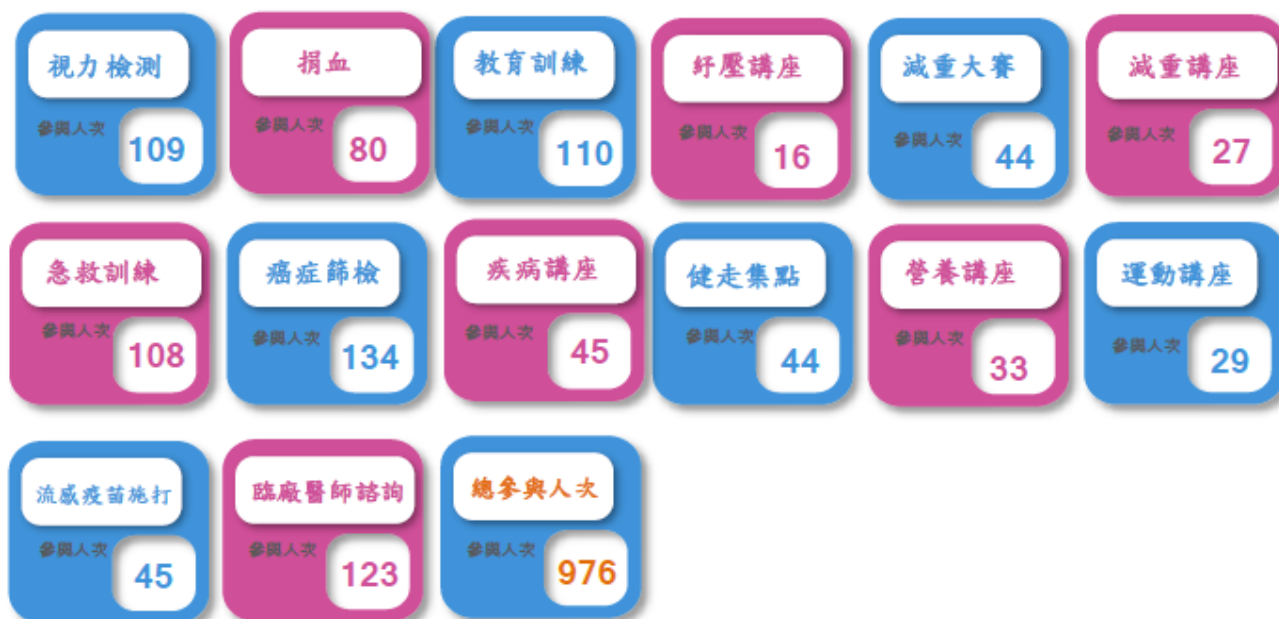 視力檢測
參與人次
109
捐血
參與人次
80
教育訓練
參與人次
110
紓壓講座
參與人次
16
減重大賽
參與人次
44
減重講座
參與人次
27
急救訓練
參與人次
108
癌症篩檢
參與人次
134
疾病講座
參與人次
45
健走集點
參與人次
44
營養講座
參與人次
33
運動講座
參與人次
29
流感疫苗施打
參與人次
45
臨廠醫師諮詢
參與人次
123
總參與人次
參與人次
976